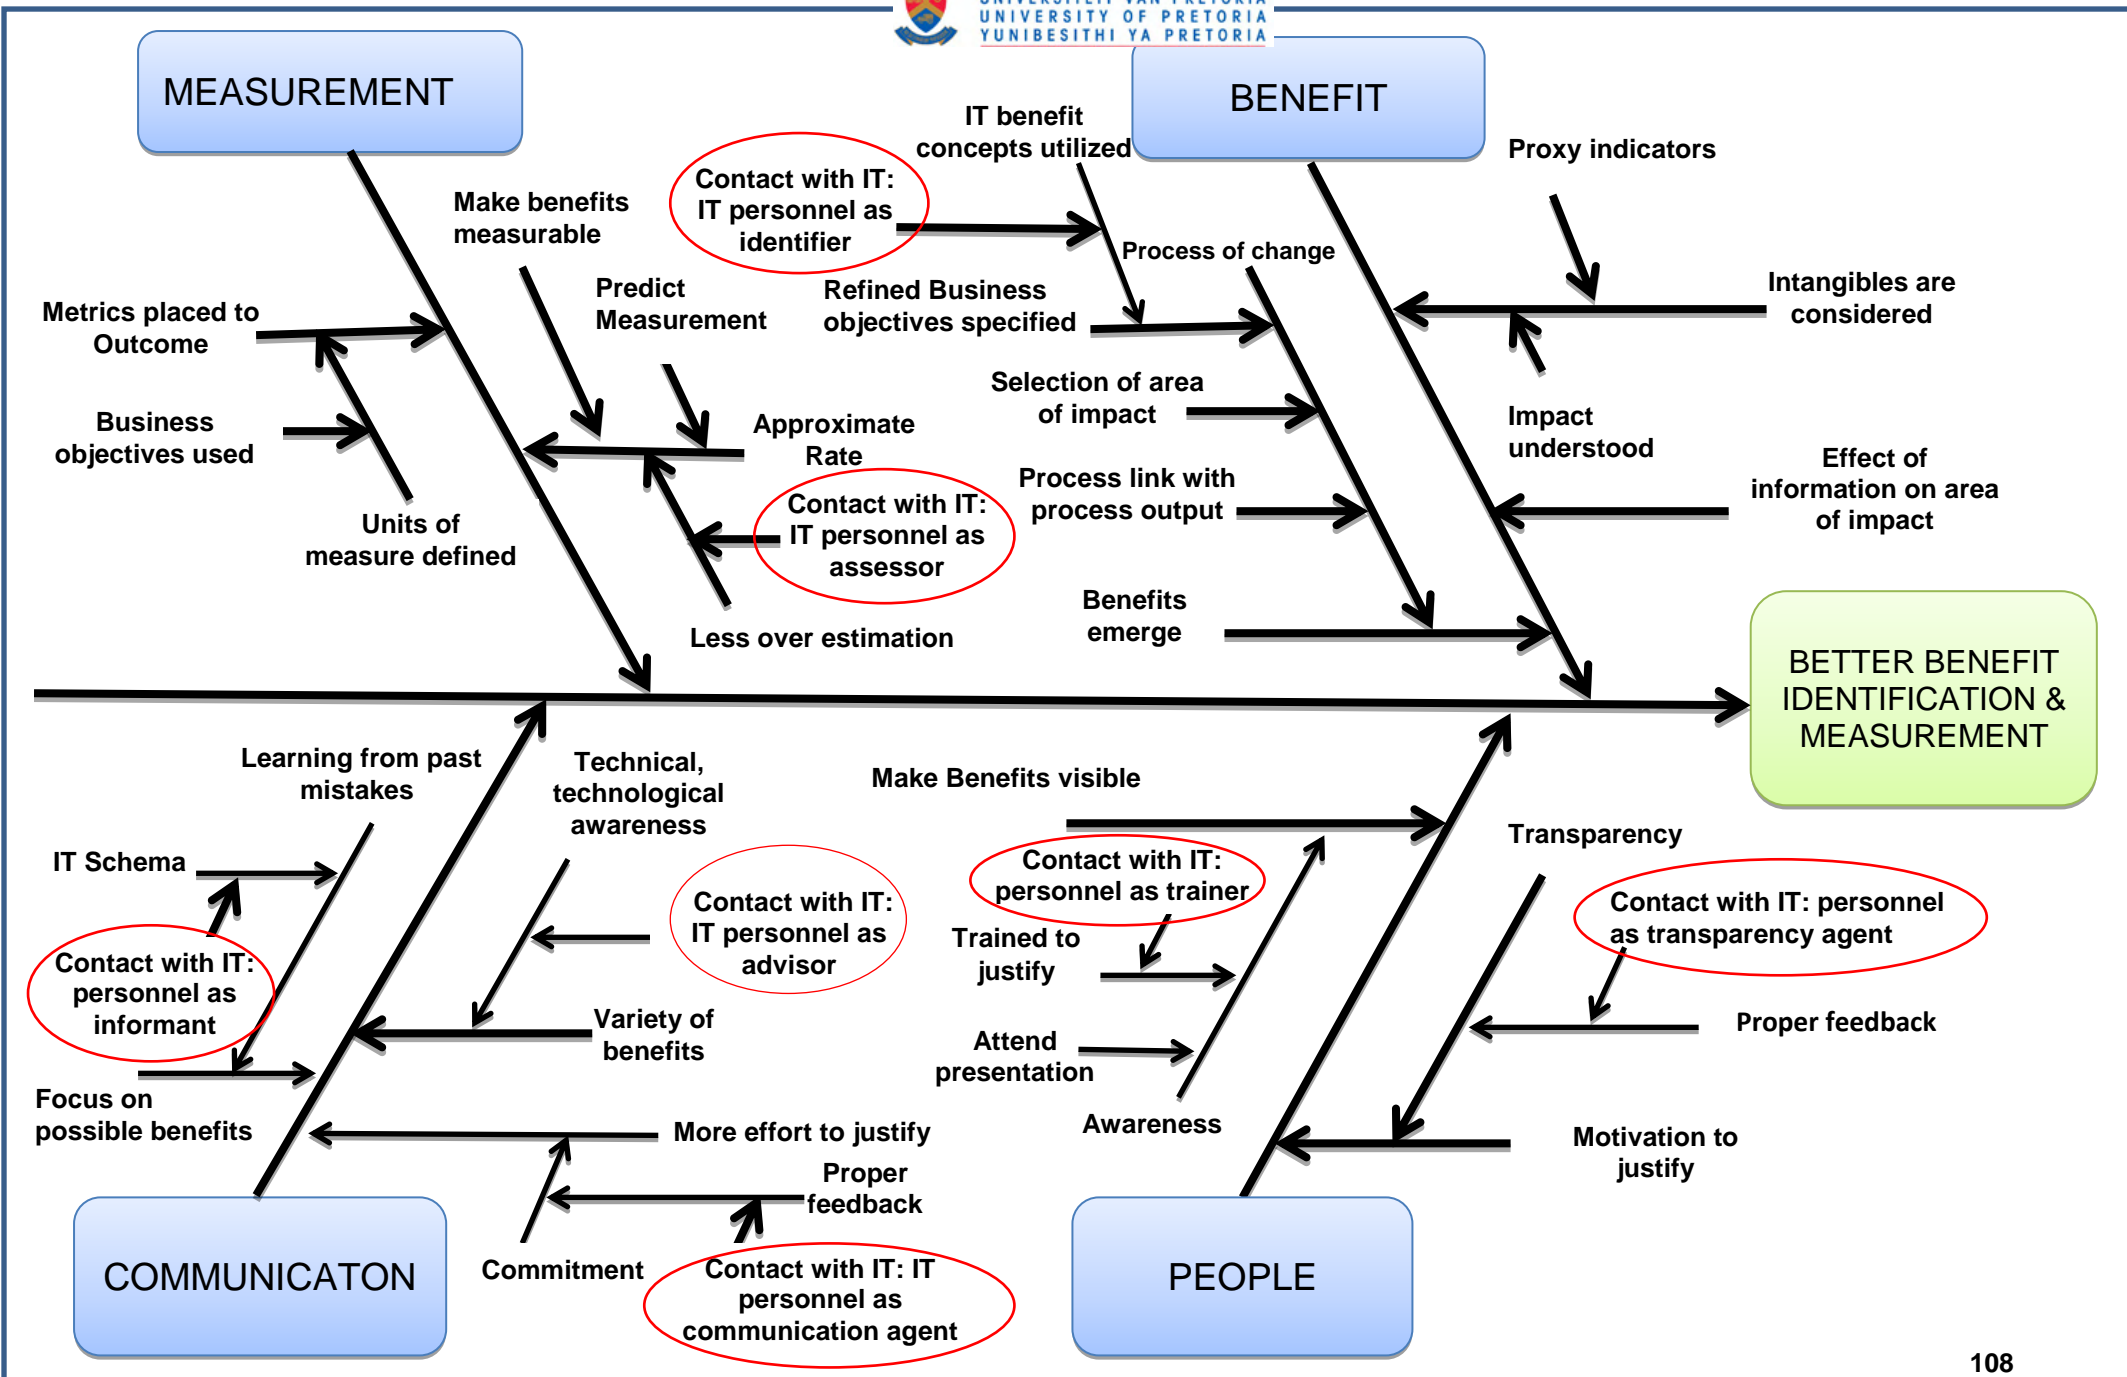 UNIVERSITEIT VAN PRETORIA
UNIVERSITY OF PRETORIA
YUNIBESITHI YA PRETORIA
MEASUREMENT
BENEFIT
IT benefit
concepts utilized
Proxy indicators
Contact with IT:
IT personnel as
identifier
Make benefits
measurable
Process of change
Predict
Measurement
Refined Business
objectives specified
Intangibles are
considered
Metrics placed to
Outcome
Selection of area
of impact
Business
objectives used
Approximate
Rate
Impact
understood
Process link with
process output
Effect of
information on area
of impact
Contact with IT:
IT personnel as
assessor
Units of
measure defined
Less over estimation
Benefits
emerge
BETTER BENEFIT
IDENTIFICATION &
MEASUREMENT
Learning from past
mistakes
Technical,
technological
awareness
Make Benefits visible
Transparency
IT Schema
Contact with IT:
personnel as trainer
Contact with IT:
IT personnel as
advisor
Contact with IT: personnel
as transparency agent
Trained to
justify
Contact with IT:
personnel as
informant
Variety of
benefits
Proper feedback
Attend
presentation
Focus on
possible benefits
Awareness
More effort to justify
Motivation to
justify
Proper
feedback
Commitment
Contact with IT: IT
personnel as
communication agent
COMMUNICATON
PEOPLE
108